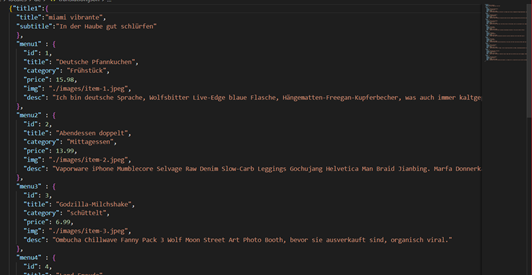 {"title1":{
"title":"miami vibrante",
"subtitle":"In der Haube gut schlürfen"
},
"menu1" : {
"id": 1,
"title": "Deutsche Pfannkuchen",
"category": "Frühstück",
"price": 15.98,
"img": "./images/item-1.jpeg",
"desc": "Ich bin deutsche Sprache, Wolfsbitter Live-Edge blaue Flasche, Hängematten-Freegan-Kupferbecher, was auch immer kaltge
},
"menu2" : {
"id": 2,
"title": "Abendessen doppelt",
"category": "Mittagessen",
"price": 13.99,
"img": "./images/item-2.jpeg",
"desc": "Vaporware iPhone Mumblecore Selvage Raw Denim Slow-Carb Leggings Gochujang Helvetica Man Braid Jianbing. Marfa Donnerk
},
"menu3" : {
"id": 3,
"title": "Godzilla-Milchshake",
"category": "schüttelt",
"price": 6.99,
"img": "./images/item-3.jpeg",
"desc": "Ombucha Chillwave Fanny Pack 3 Wolf Moon Street Art Photo Booth, bevor sie ausverkauft sind, organisch viral."
},
"menu4" : {
"id": 4,